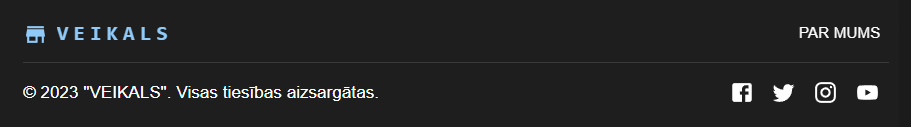 VEIKALS
PAR MUMS
© 2023 "VEIKALS". Visas tiesības aizsargātas.